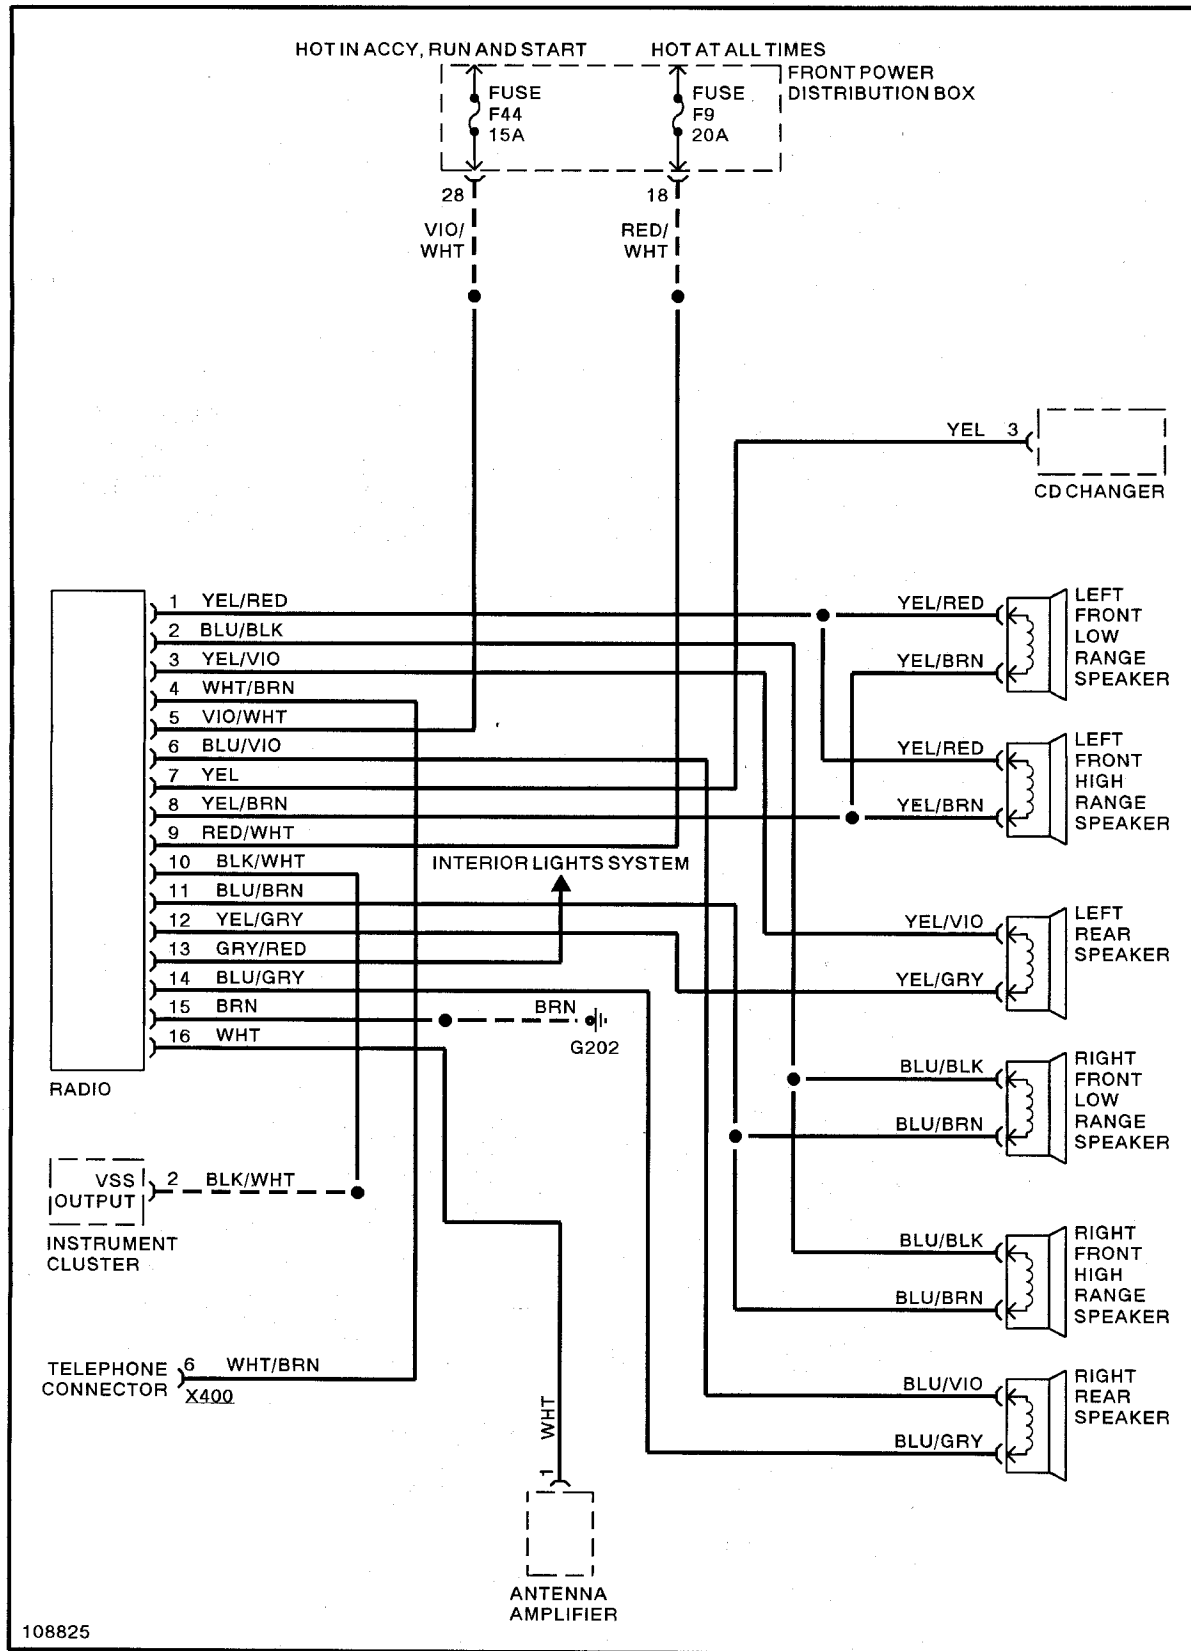 HOT IN ACCY, RUN AND START
HOT AT ALL TIMES
FRONT POWER
DISTRIBUTION BOX
FUSE
F44
15A
FUSE
F9
20A
28
18
VIO/
WHT
RED/
WHT
YEL 3
CD CHANGER
1 YEL/RED
2 BLU/BLK
3 YEL/VIO
4 WHT/BRN
5 VIO/WHT
6 BLU/VIO
7 YEL
8 YEL/BRN
9 RED/WHT
10 BLK/WHT
11 BLU/BRN
12 YEL/GRY
13 GRY/RED
14 BLU/GRY
15 BRN
16 WHT
RADIO
INTERIOR LIGHTS SYSTEM
BRN
G202
YEL/RED
YEL/BRN
LEFT
FRONT
LOW
RANGE
SPEAKER
YEL/RED
YEL/BRN
LEFT
FRONT
HIGH
RANGE
SPEAKER
YEL/VIO
YEL/GRY
LEFT
REAR
SPEAKER
BLU/BLK
BLU/BRN
RIGHT
FRONT
LOW
RANGE
SPEAKER
BLU/BLK
BLU/BRN
RIGHT
FRONT
HIGH
RANGE
SPEAKER
BLU/VIO
BLU/GRY
RIGHT
REAR
SPEAKER
VSS
OUTPUT
2 BLK/WHT
INSTRUMENT
CLUSTER
TELEPHONE
CONNECTOR
6 WHT/BRN
X400
WHT
1
ANTENNA
AMPLIFIER
108825